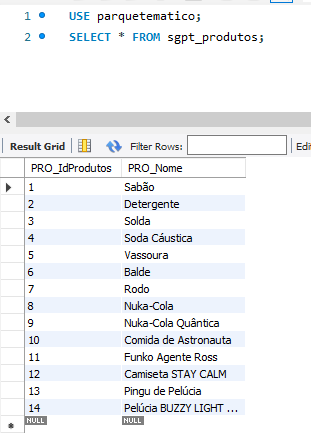 1 USE parquetematico;
2 SELECT * FROM sgpt_produtos;
Result Grid Filter Rows: Edi
PRO_IdProdutos PRO_Nome
1 Sabão
2 Detergente
3 Solda
4 Soda Cáustica
5 Vassoura
6 Balde
7 Rodo
8 Nuka-Cola
9 Nuka-Cola Quântica
10 Comida de Astronauta
11 Funko Agente Ross
12 Camiseta STAY CALM
13 Pingu de Pelúcia
14 Pelúcia BUZZY LIGHT ...
NULL NULL